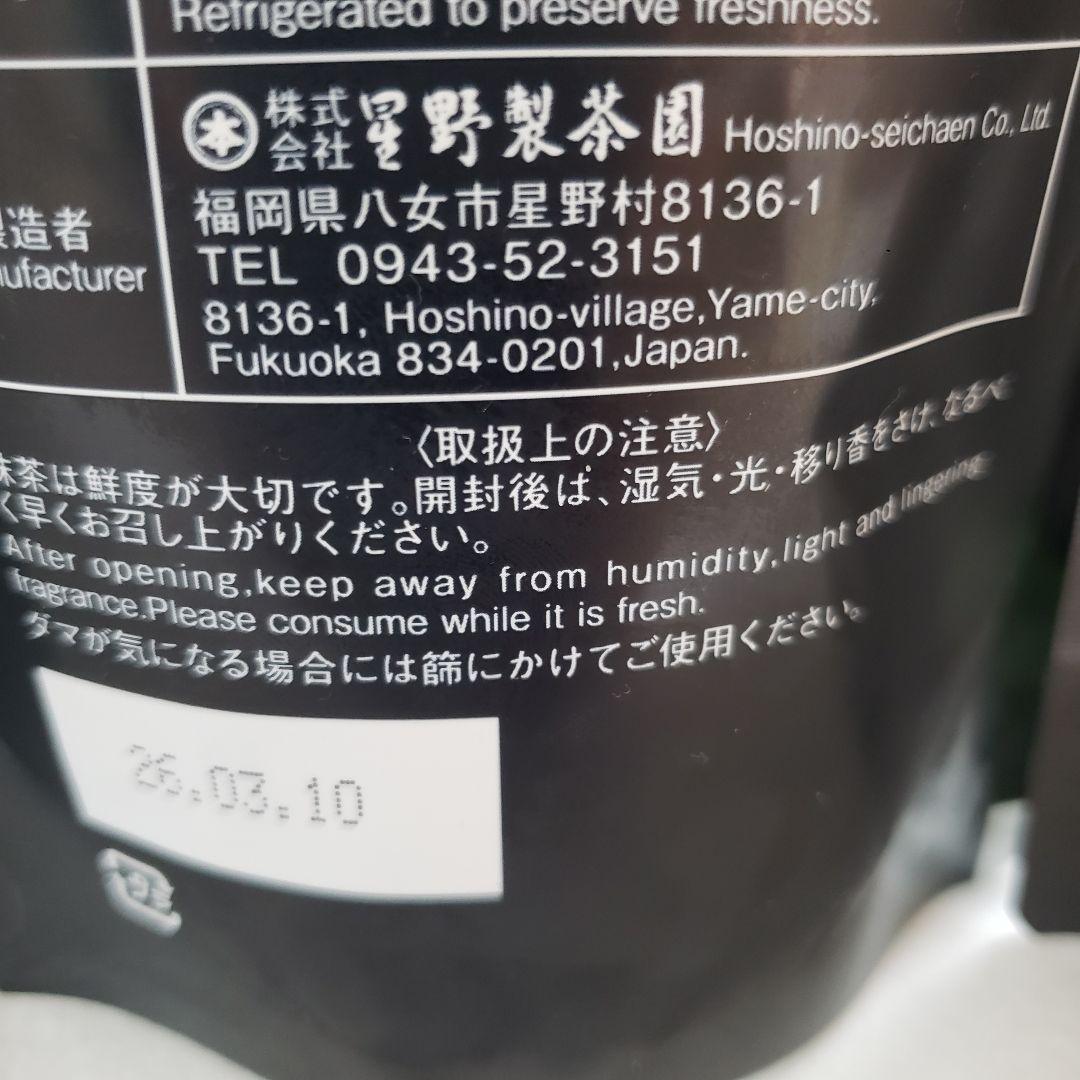 Refrigerated to preserve freshness.
製造者
本 株式会社 星野製茶園 Hoshino-seichaen Co., Ltd.
福岡県八女市星野村8136-1
TEL 0943-52-3151
8136-1, Hoshino-village,Yame-city,
Fukuoka 834-0201,Japan.
〈取扱上の注意〉
抹茶は鮮度が大切です。開封後は、湿気・光・移り香をさけ、なるべ
く早くお召し上がりください。
After opening,keep away from humidity,light and lingering
fragrance.Please consume while it is fresh.
ダマが気になる場合には篩にかけてご使用ください。
26.03.10
プラ